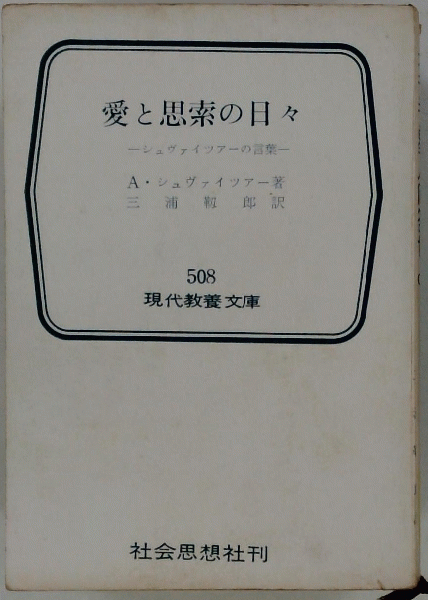 愛と思索の日々
―シュヴァイツアーの言葉―
A・シュヴァイツアー著
三浦靱郎訳
508
現代教養文庫
社会思想社刊